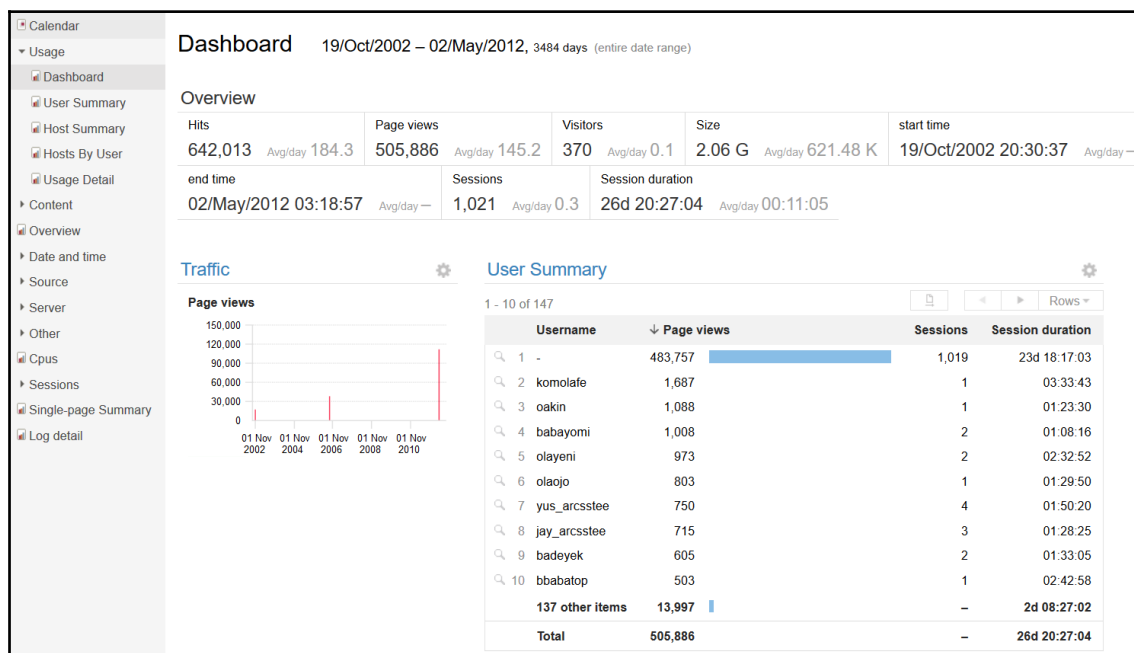 Calendar
Usage
Dashboard
User Summary
Host Summary
Hosts By User
Usage Detail
Content
Overview
Date and time
Source
Server
Other
Cpus
Sessions
Single-page Summary
Log detail
Dashboard 19/Oct/2002 – 02/May/2012, 3484 days (entire date range)
Overview
Hits Page views Visitors Size start time
642,013 Avg/day 184.3 505,886 Avg/day 145.2 370 Avg/day 0.1 2.06 G Avg/day 621.48 K 19/Oct/2002 20:30:37 Avg/day —
end time Sessions Session duration
02/May/2012 03:18:57 Avg/day — 1,021 Avg/day 0.3 26d 20:27:04 Avg/day 00:11:05
Traffic
Page views
150,000
120,000
90,000
60,000
30,000
0
01 Nov 01 Nov 01 Nov 01 Nov 01 Nov
2002 2004 2006 2008 2010
User Summary
1 - 10 of 147 Rows
Username Page views Sessions Session duration
1 - 483,757 1,019 23d 18:17:03
2 komolafe 1,687 1 03:33:43
3 oakin 1,088 1 01:23:30
4 babayomi 1,008 2 01:08:16
5 olayeni 973 2 02:32:52
6 olaojo 803 1 01:29:50
7 yus_arcsstee 750 4 01:50:20
8 jay_arcsstee 715 3 01:28:25
9 badeyek 605 2 01:33:05
10 bbabatop 503 1 02:42:58
137 other items 13,997 – 2d 08:27:02
Total 505,886 – 26d 20:27:04